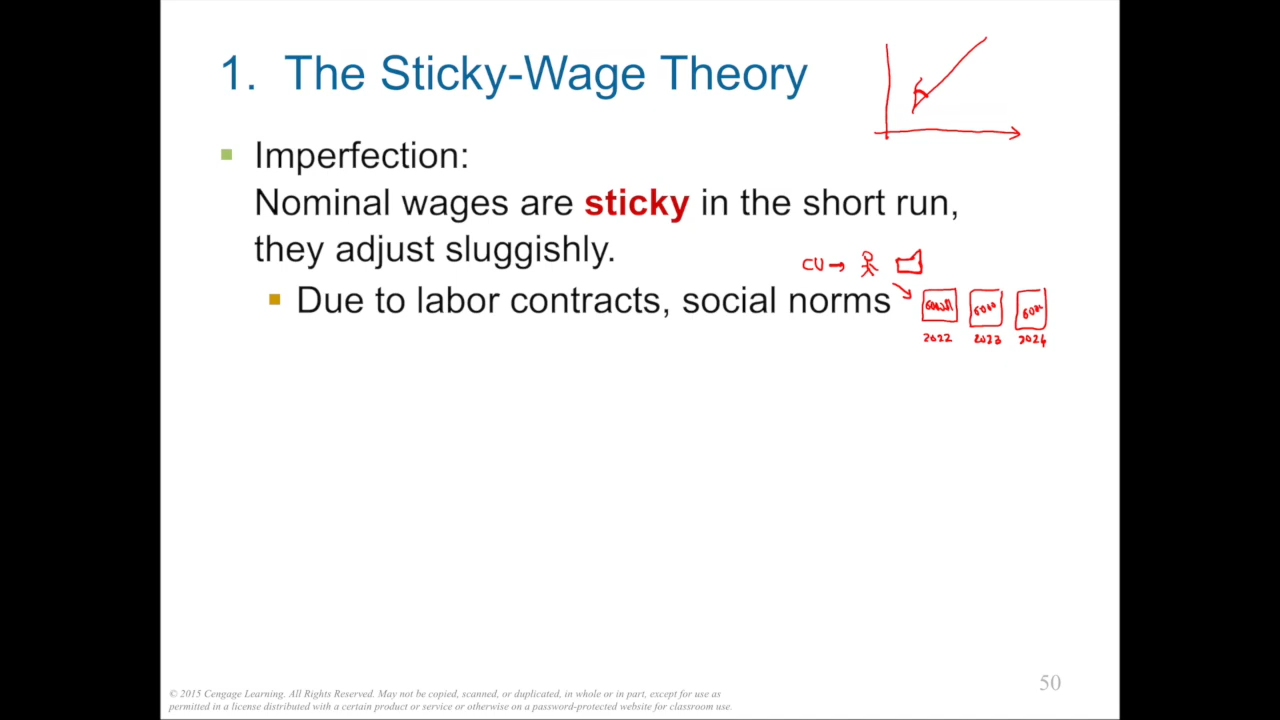 1. The Sticky-Wage Theory
Imperfection:
Nominal wages are sticky in the short run,
they adjust sluggishly.
CU →
Due to labor contracts, social norms
2022 2023 2024
50
© 2015 Cengage Learning. All Rights Reserved. May not be copied, scanned, or duplicated, in whole or in part, except for use as
permitted in a license distributed with a certain product or service or otherwise on a password-protected website for classroom use.